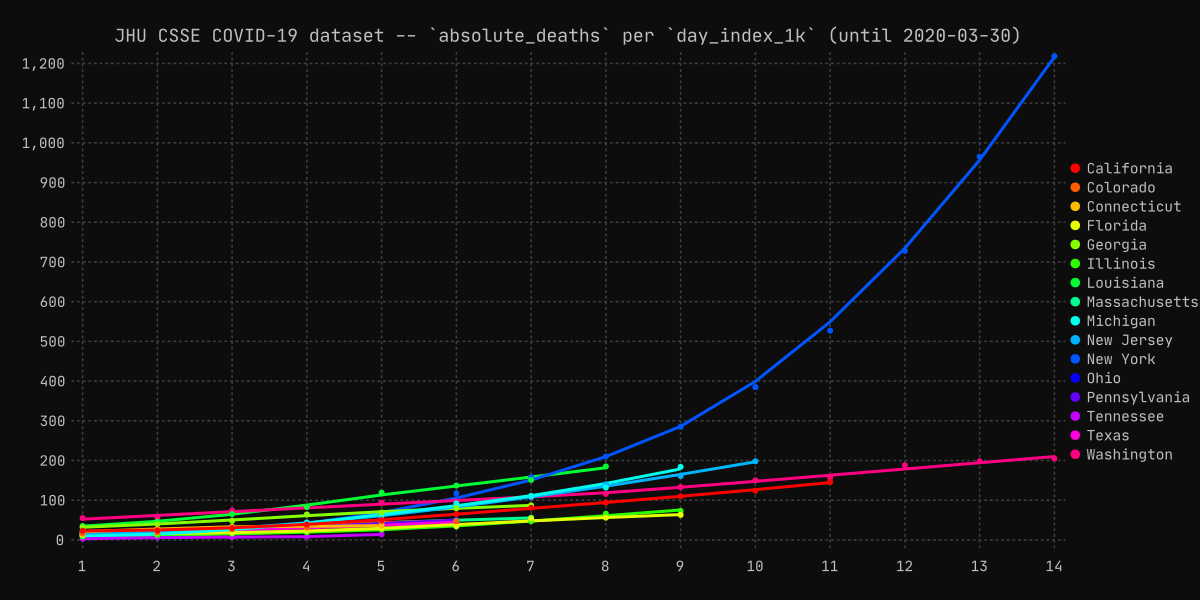 JHU CSSE COVID-19 dataset -- `absolute_deaths` per `day_index_1k` (until 2020-03-30)
1,200
1,100
1,000
900
800
700
600
500
400
300
200
100
0
1 2 3 4 5 6 7 8 9 10 11 12 13 14
California
Colorado
Connecticut
Florida
Georgia
Illinois
Louisiana
Massachusetts
Michigan
New Jersey
New York
Ohio
Pennsylvania
Tennessee
Texas
Washington